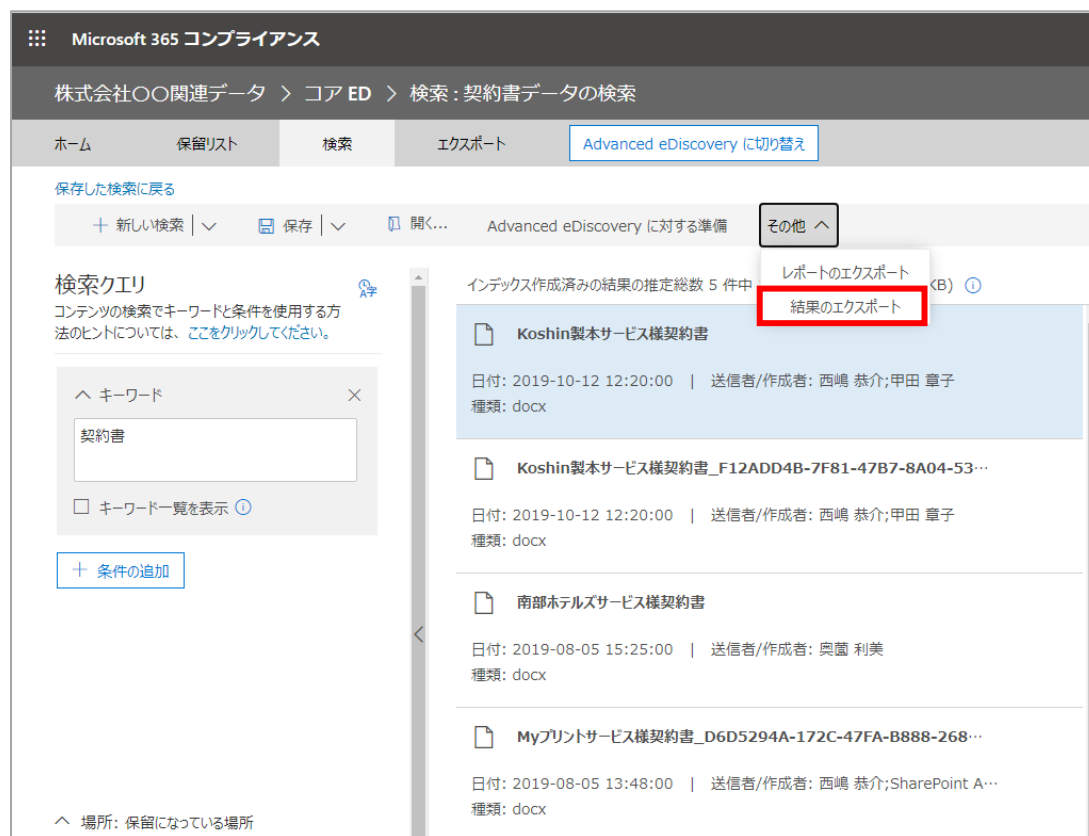 Microsoft 365 コンプライアンス
株式会社〇〇関連データ > コア ED > 検索 : 契約書データの検索
ホーム 保留リスト 検索 エクスポート Advanced eDiscovery に切り替え
保存した検索に戻る
+ 新しい検索 保存 開く... Advanced eDiscovery に対する準備 その他
レポートのエクスポート
結果のエクスポート
検索クエリ
コンテンツの検索でキーワードと条件を使用する方
法のヒントについては、ここをクリックしてください。
キーワード
契約書
キーワード一覧を表示
+ 条件の追加
場所: 保留になっている場所
インデックス作成済みの結果の推定総数 5 件中 KB)
Koshin製本サービス様契約書
日付: 2019-10-12 12:20:00 | 送信者/作成者: 西嶋 恭介;甲田 章子
種類: docx
Koshin製本サービス様契約書_F12ADD4B-7F81-47B7-8A04-53…
日付: 2019-10-12 12:20:00 | 送信者/作成者: 西嶋 恭介;甲田 章子
種類: docx
南部ホテルズサービス様契約書
日付: 2019-08-05 15:25:00 | 送信者/作成者: 奥薗 利美
種類: docx
Myプリントサービス様契約書_D6D5294A-172C-47FA-B888-268…
日付: 2019-08-05 13:48:00 | 送信者/作成者: 西嶋 恭介;SharePoint A…
種類: docx